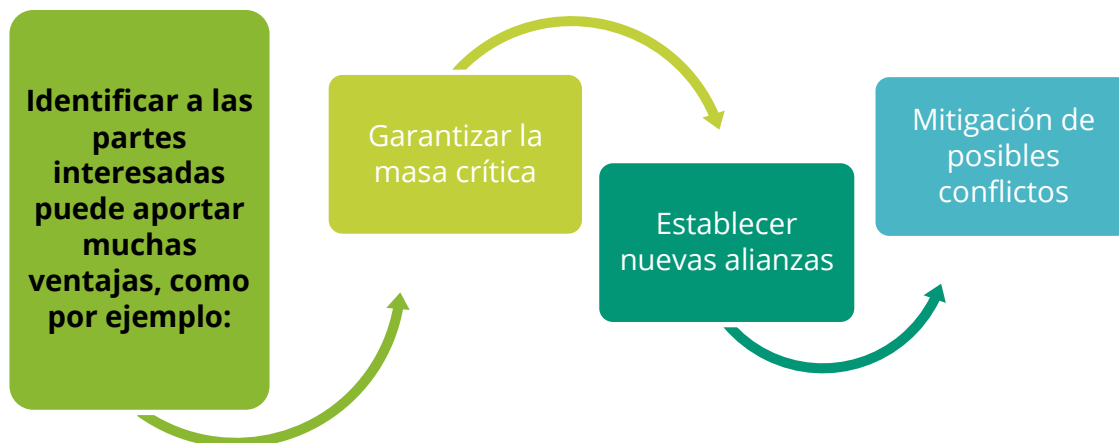 Identificar a las
partes
interesadas
puede aportar
muchas
ventajas, como
por ejemplo:
Garantizar la
masa crítica
Establecer
nuevas alianzas
Mitigación de
posibles
conflictos